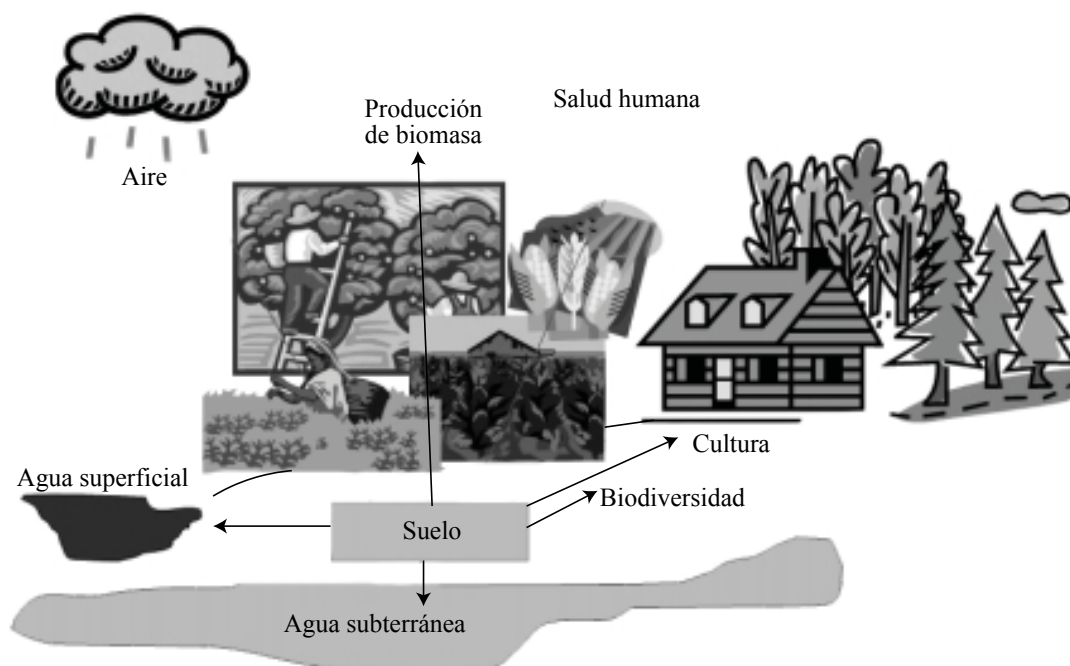 Salud humana
Producción
de biomasa
Aire
Cultura
Agua superficial
Biodiversidad
Suelo
Agua subterránea